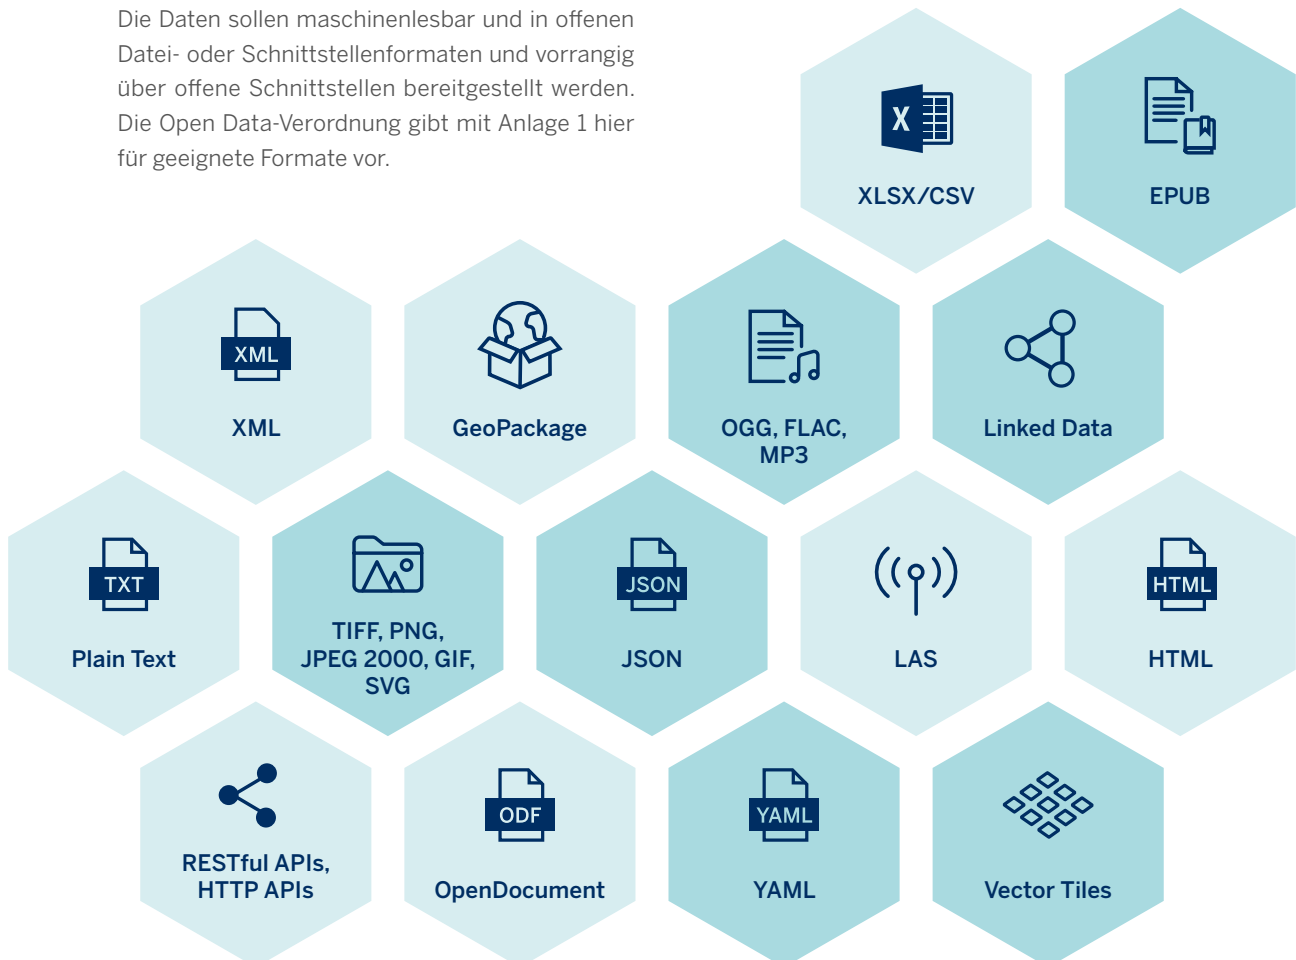 Die Daten sollen maschinenlesbar und in offenen
Datei- oder Schnittstellenformaten und vorrangig
über offene Schnittstellen bereitgestellt werden.
Die Open Data-Verordnung gibt mit Anlage 1 hier
für geeignete Formate vor.
X
XLSX/CSV
EPUB
XML
XML
GeoPackage
OGG, FLAC,
MP3
Linked Data
TXT
Plain Text
TIFF, PNG,
JPEG 2000, GIF,
SVG
JSON
JSON
LAS
HTML
HTML
RESTful APIs,
HTTP APIs
ODF
OpenDocument
YAML
YAML
Vector Tiles